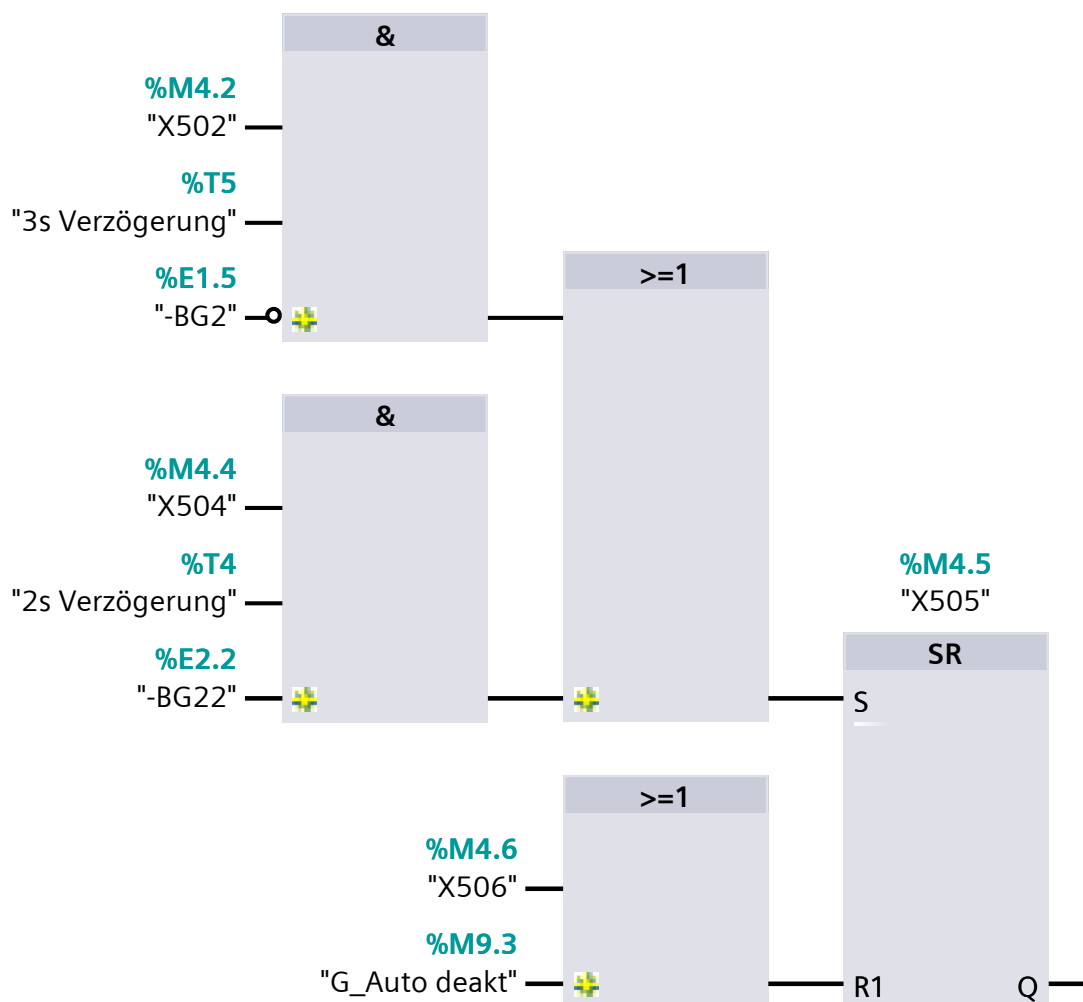 &
%M4.2
"X502"
%T5
"3s Verzögerung"
%E1.5
"-BG2"
>=1
&
%M4.4
"X504"
%T4
"2s Verzögerung"
%E2.2
"-BG22"
%M4.5
"X505"
SR
S
>=1
%M4.6
"X506"
%M9.3
"G_Auto deakt"
R1
Q